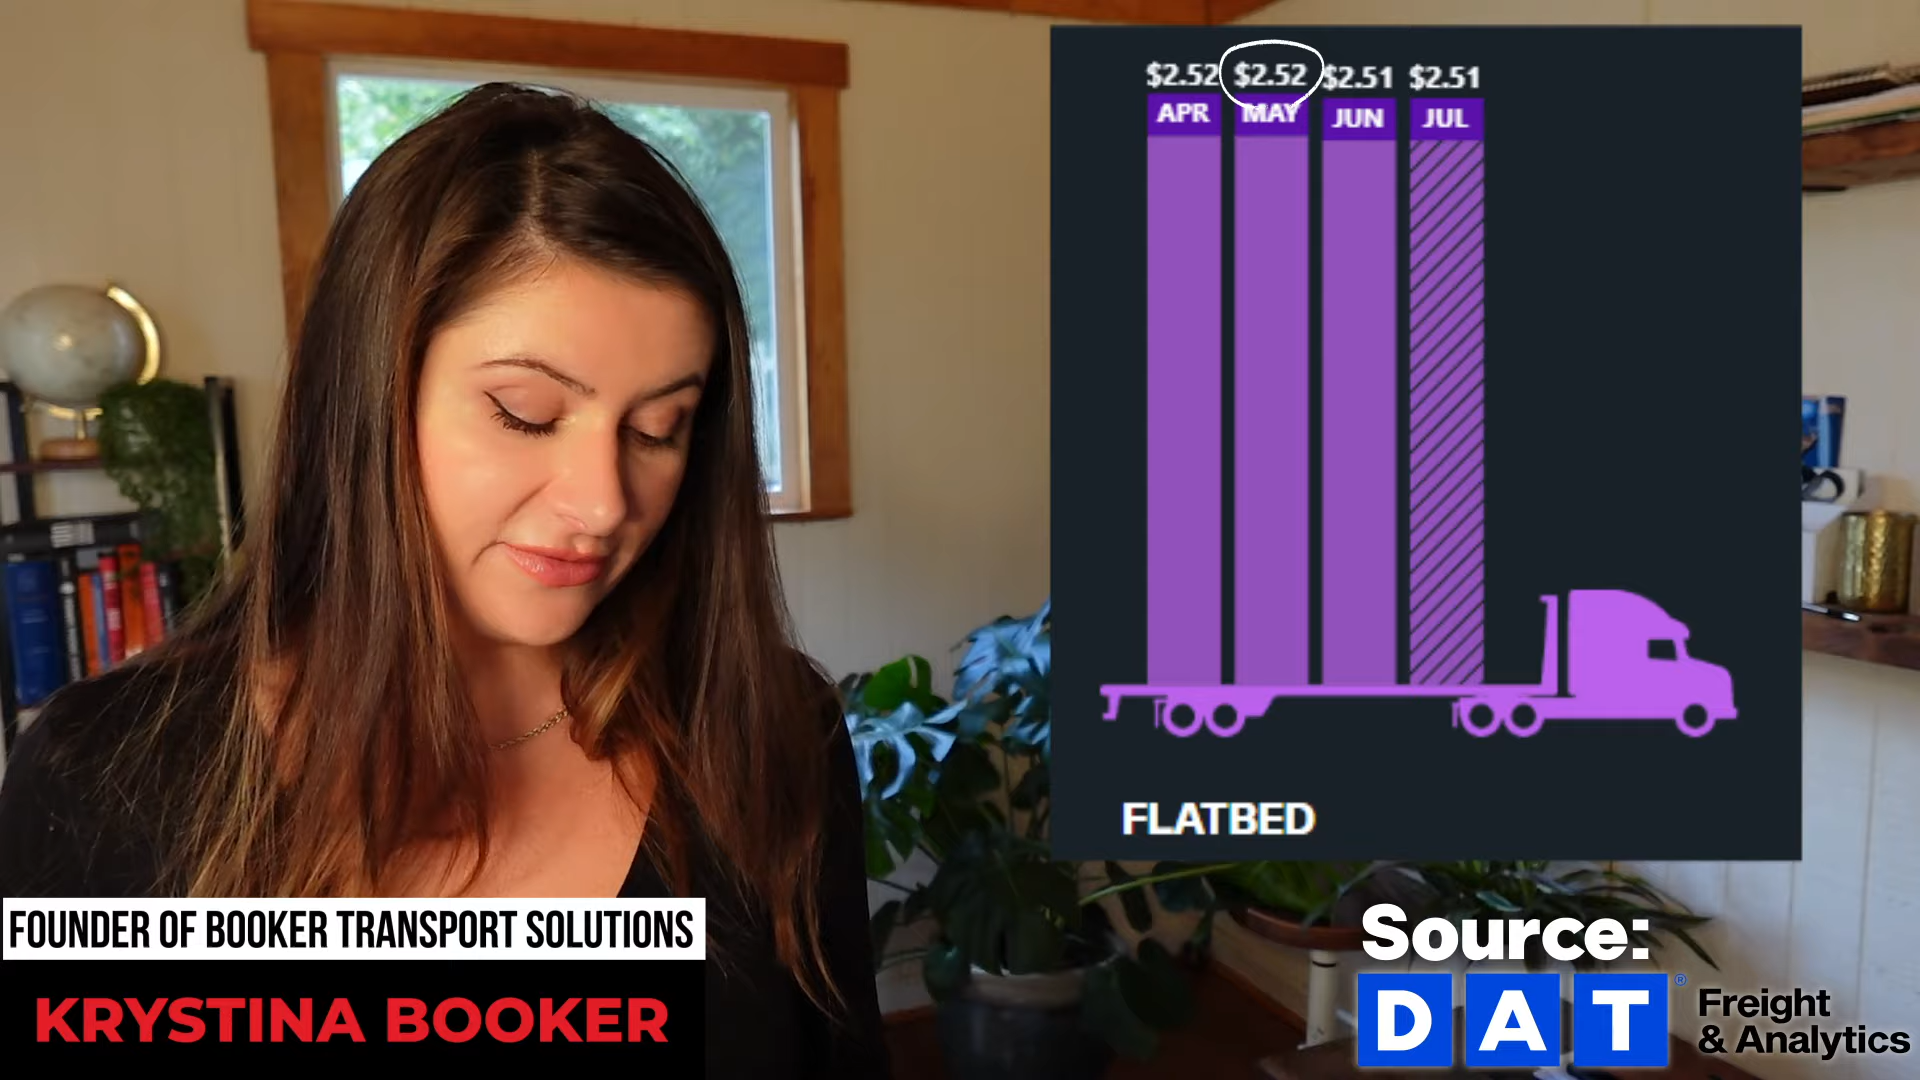 $2.52 $2.52 $2.51 $2.51
APR MAY JUN JUL
FLATBED
FOUNDER OF BOOKER TRANSPORT SOLUTIONS
KRYSTINA BOOKER
Source:
DAT® Freight
& Analytics